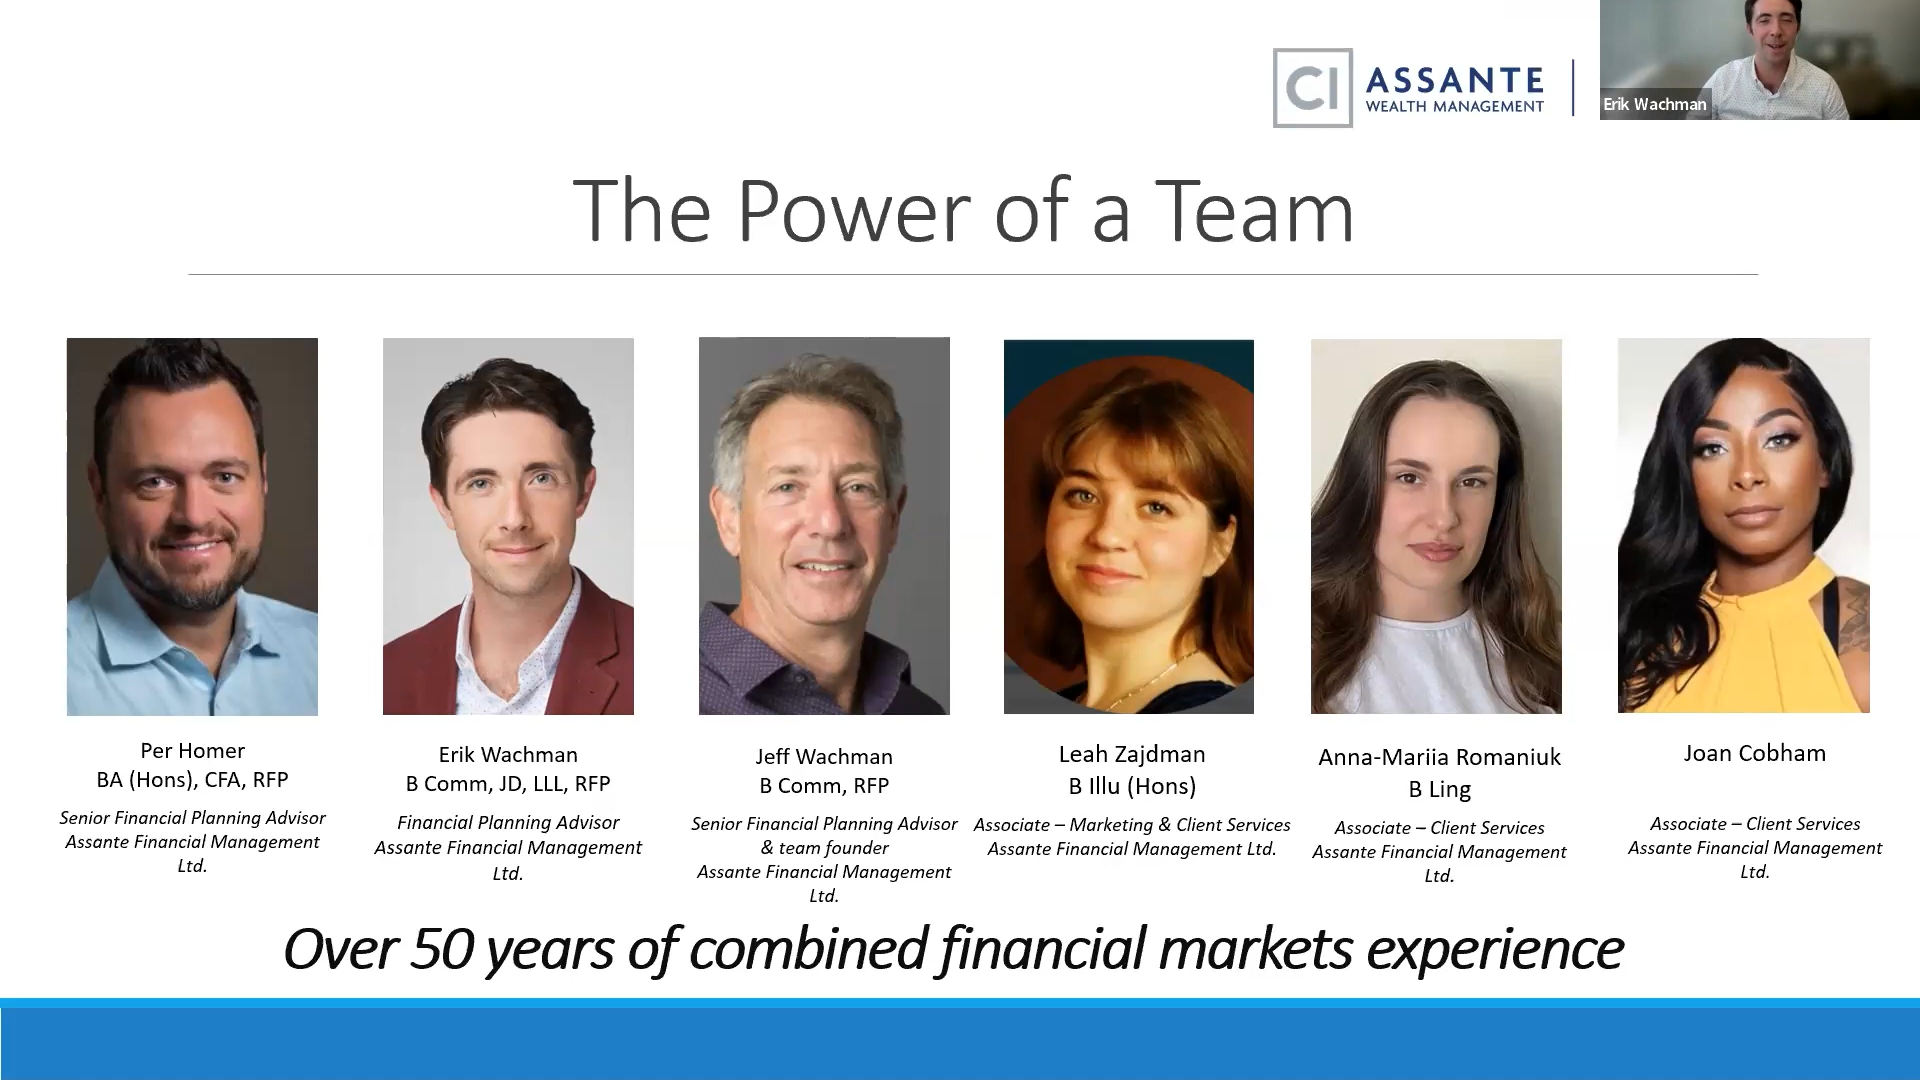 CI ASSANTE
WEALTH MANAGEMENT
Erik Wachman
The Power of a Team
Per Homer
BA (Hons), CFA, RFP
Senior Financial Planning Advisor
Assante Financial Management
Ltd.
Erik Wachman
B Comm, JD, LLL, RFP
Financial Planning Advisor
Assante Financial Management
Ltd.
Jeff Wachman
B Comm, RFP
Senior Financial Planning Advisor
& team founder
Assante Financial Management
Ltd.
Leah Zajdman
B Illu (Hons)
Associate – Marketing & Client Services
Assante Financial Management Ltd.
Anna-Mariia Romaniuk
B Ling
Associate – Client Services
Assante Financial Management
Ltd.
Joan Cobham
Associate – Client Services
Assante Financial Management
Ltd.
Over 50 years of combined financial markets experience